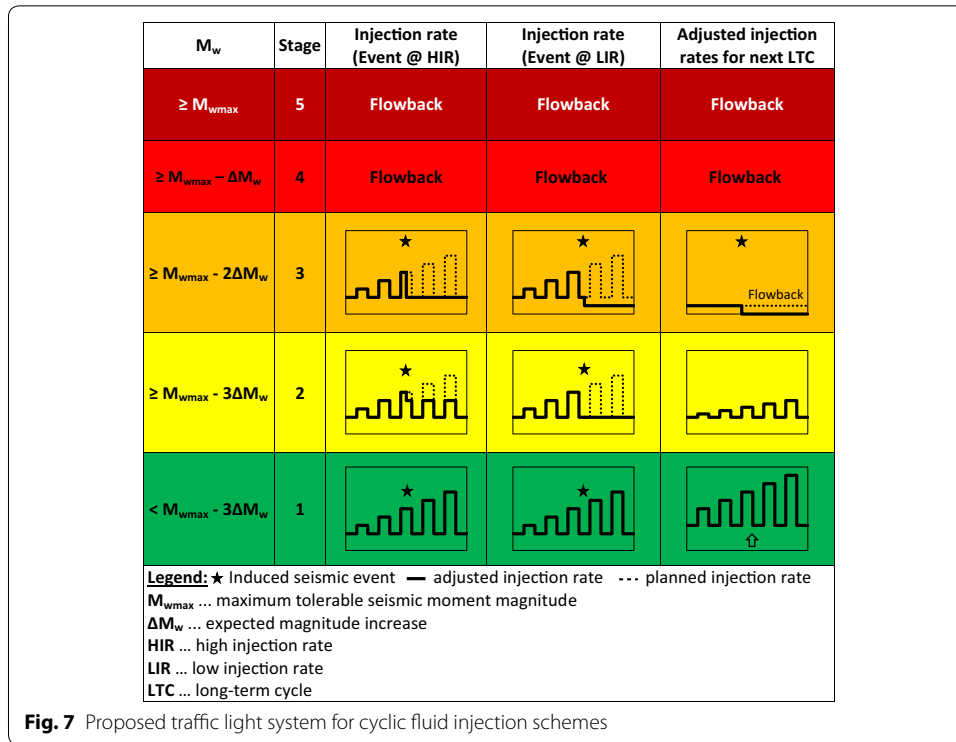 Mw Stage Injection rate (Event @ HIR) Injection rate (Event @ LIR) Adjusted injection rates for next LTC
≥ Mwmax 5 Flowback Flowback Flowback
≥ Mwmax – ΔMw 4 Flowback Flowback Flowback
≥ Mwmax - 2ΔMw 3 Flowback
≥ Mwmax - 3ΔMw 2
< Mwmax - 3ΔMw 1
Legend: ★ Induced seismic event — adjusted injection rate --- planned injection rate
Mwmax ... maximum tolerable seismic moment magnitude
ΔMw ... expected magnitude increase
HIR ... high injection rate
LIR ... low injection rate
LTC ... long-term cycle
Fig. 7 Proposed traffic light system for cyclic fluid injection schemes